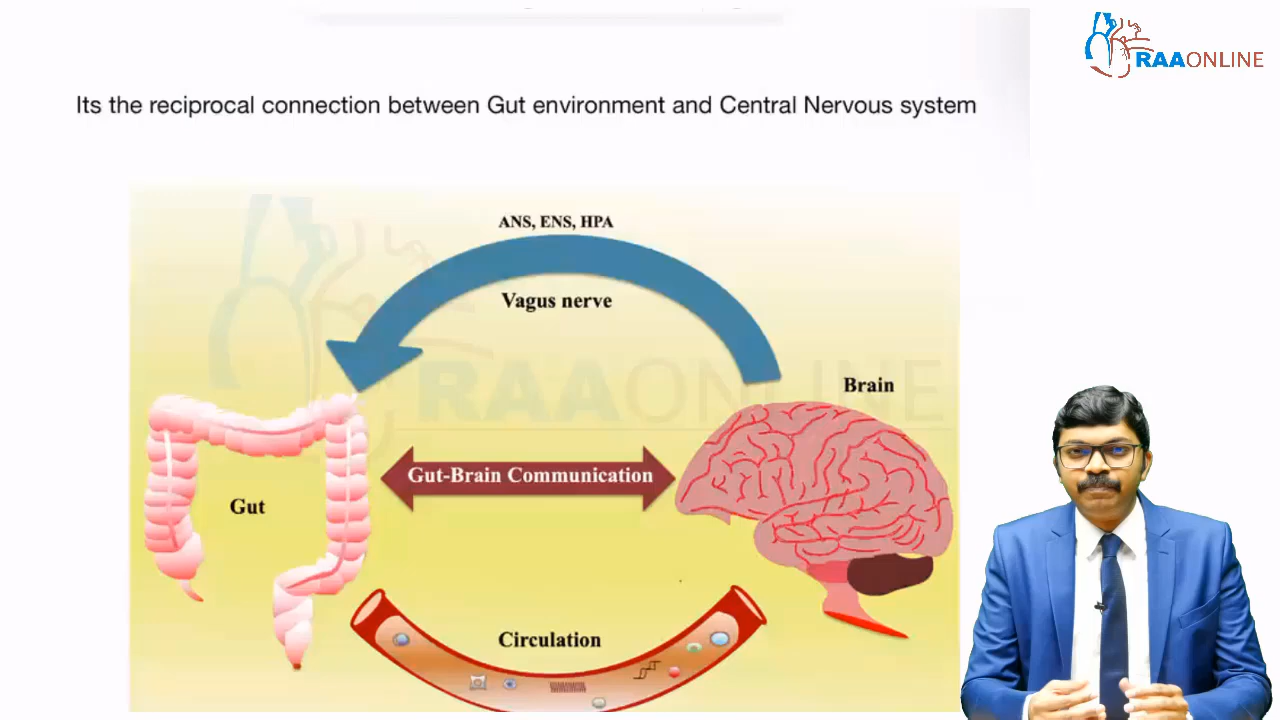 RAAONLINE
Its the reciprocal connection between Gut environment and Central Nervous system
ANS, ENS, HPA
Vagus nerve
RAAONLINE
Brain
Gut-Brain Communication
Gut
Circulation